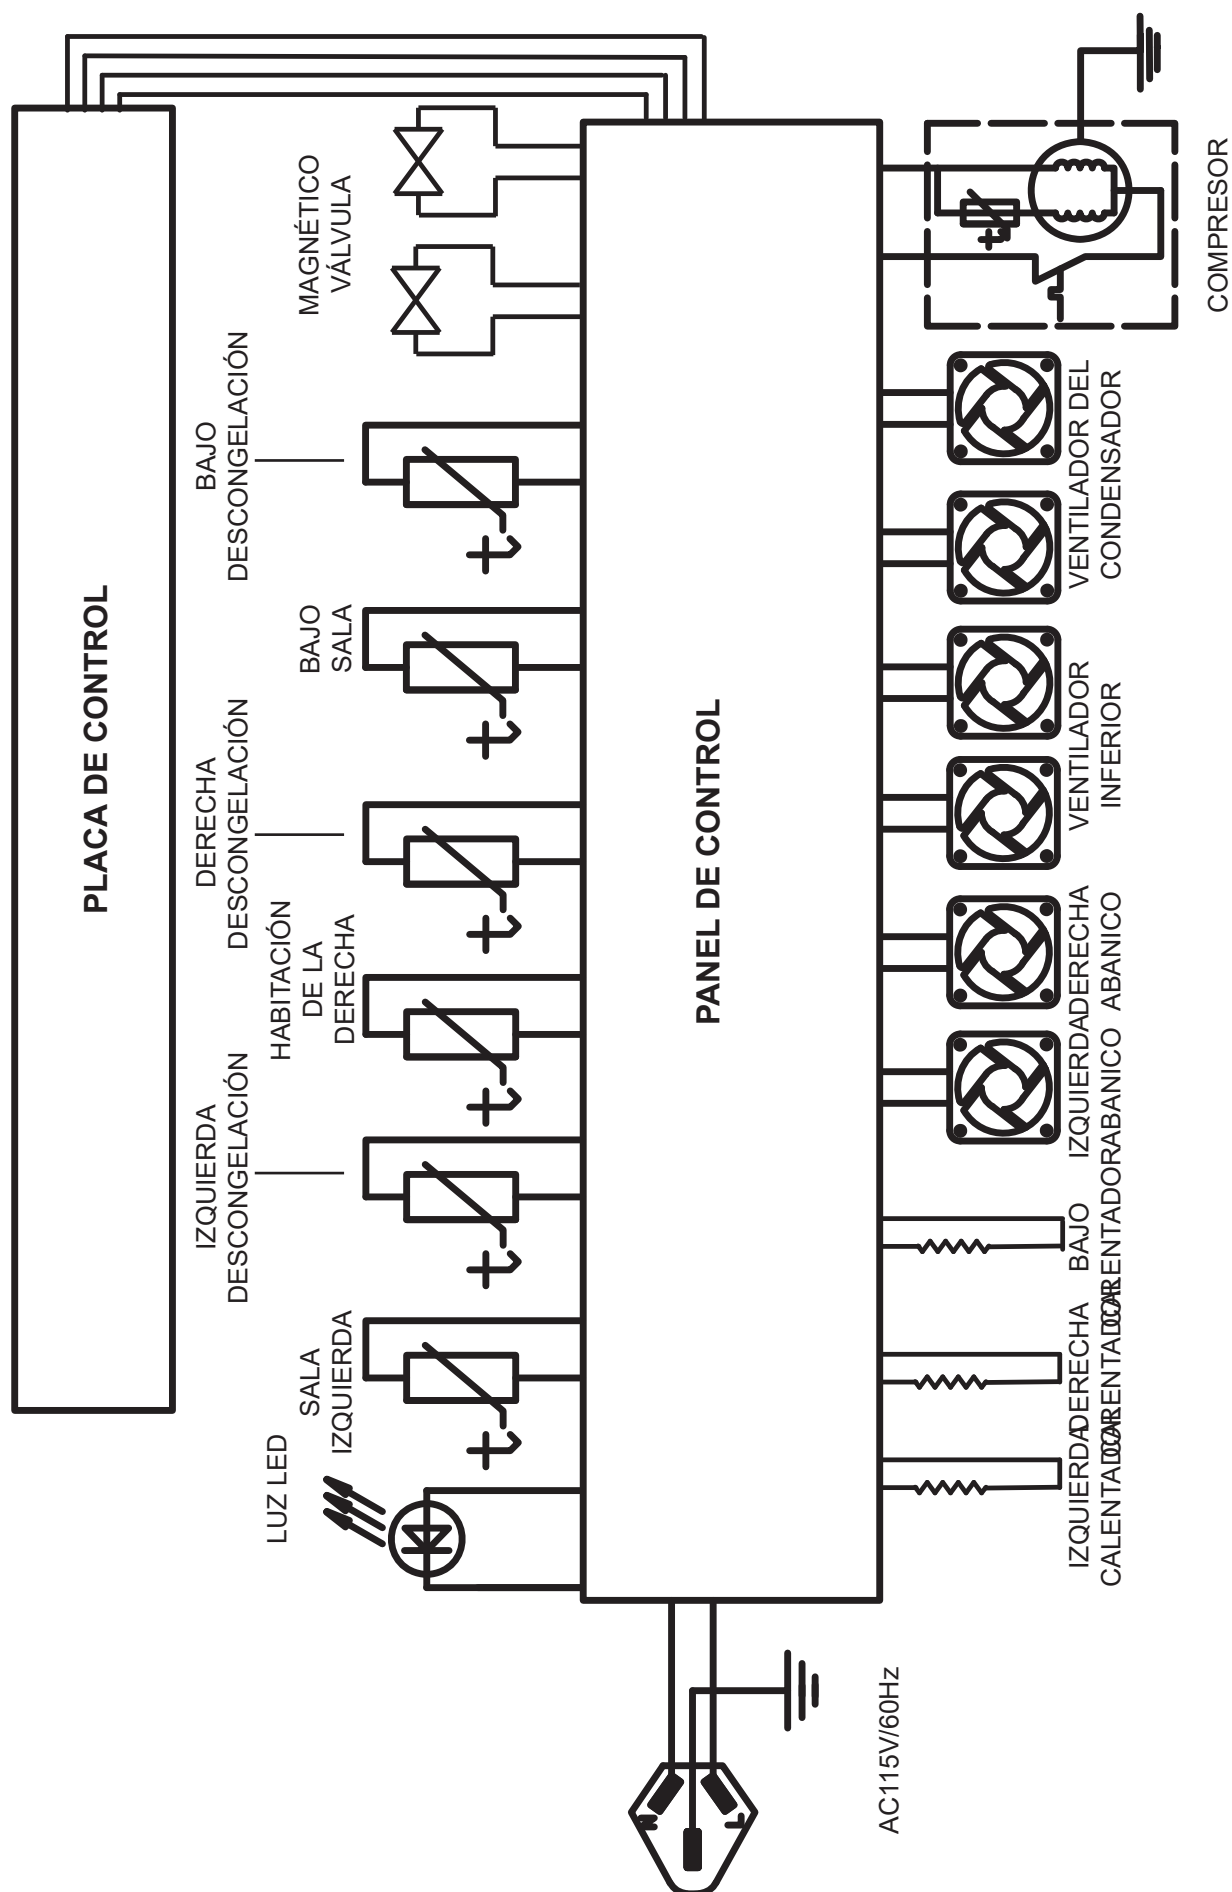 PLACA DE CONTROL
LUZ LED
SALA
IZQUIERDA
IZQUIERDA
DESCONGELACIÓN
HABITACIÓN
DE LA
DERECHA
DERECHA
DESCONGELACIÓN
BAJO
SALA
BAJO
DESCONGELACIÓN
MAGNÉTICO
VÁLVULA
PANEL DE CONTROL
N
L
AC115V/60Hz
IZQUIERDA
CALENTADOR
DERECHA
CALENTADOR
BAJO
CALENTADOR
IZQUIERDA
ABANICO
DERECHA
ABANICO
VENTILADOR
INFERIOR
VENTILADOR DEL
CONDENSADOR
COMPRESOR